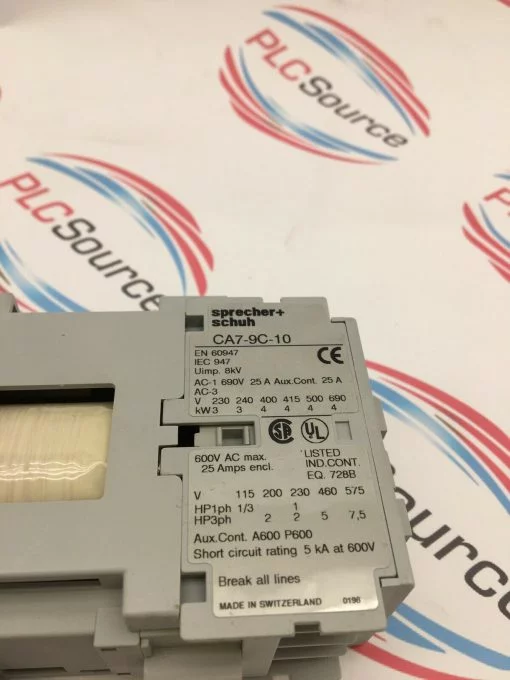 PLCSource
PLCSource
PLCSource
sprecher+
schuh
CA7-9C-10
EN 60947
IEC 947
Uimp. 8kV
CE
AC-1 690V 25 A Aux.Cont. 25 A
AC-3
V 230 240 400 415 500 690
kW 3 3 4 4 4 4
SA UL
600V AC max.
25 Amps encl.
LISTED
IND.CONT.
EQ. 728B
V 115 200 230 460 575
HP1ph 1/3 1
HP3ph 2 2 5 7,5
Aux.Cont. A600 P600
Short circuit rating 5 kA at 600V
Break all lines
MADE IN SWITZERLAND 0198